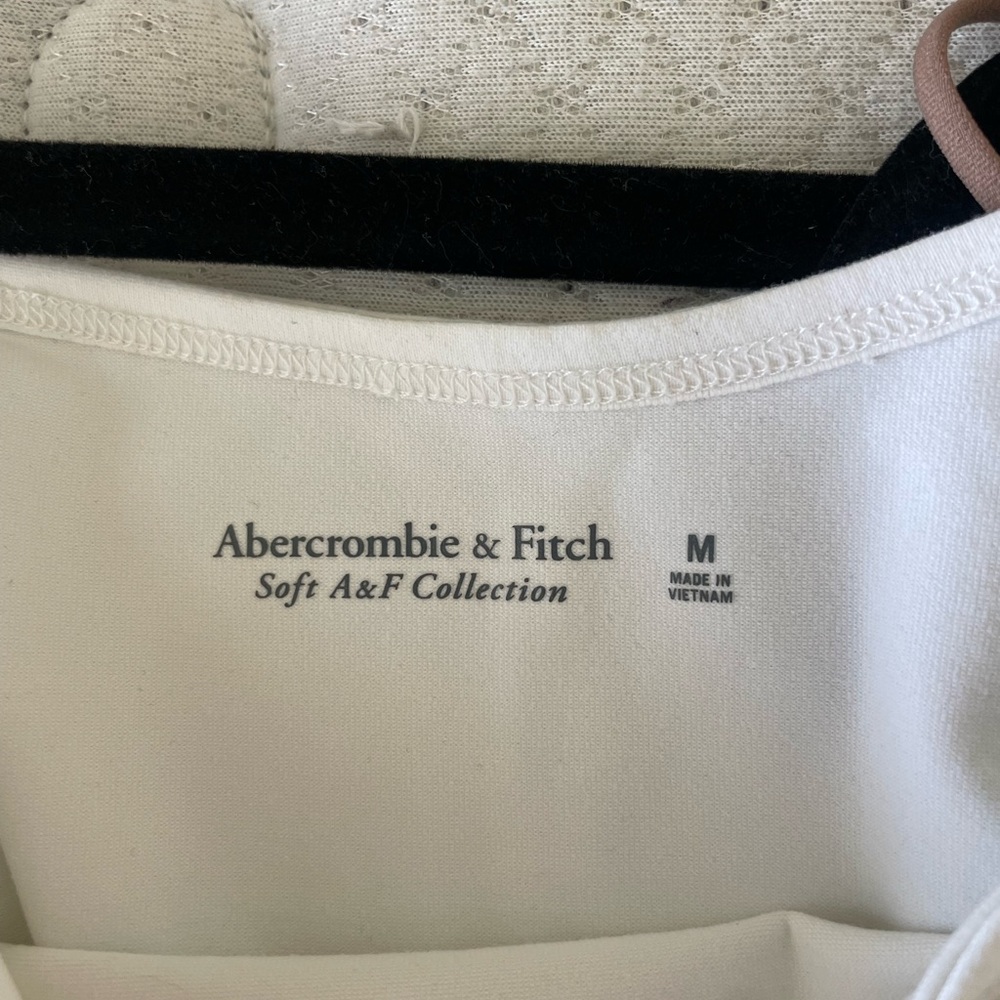 Abercrombie & Fitch
Soft A&F Collection
M
MADE IN
VIETNAM